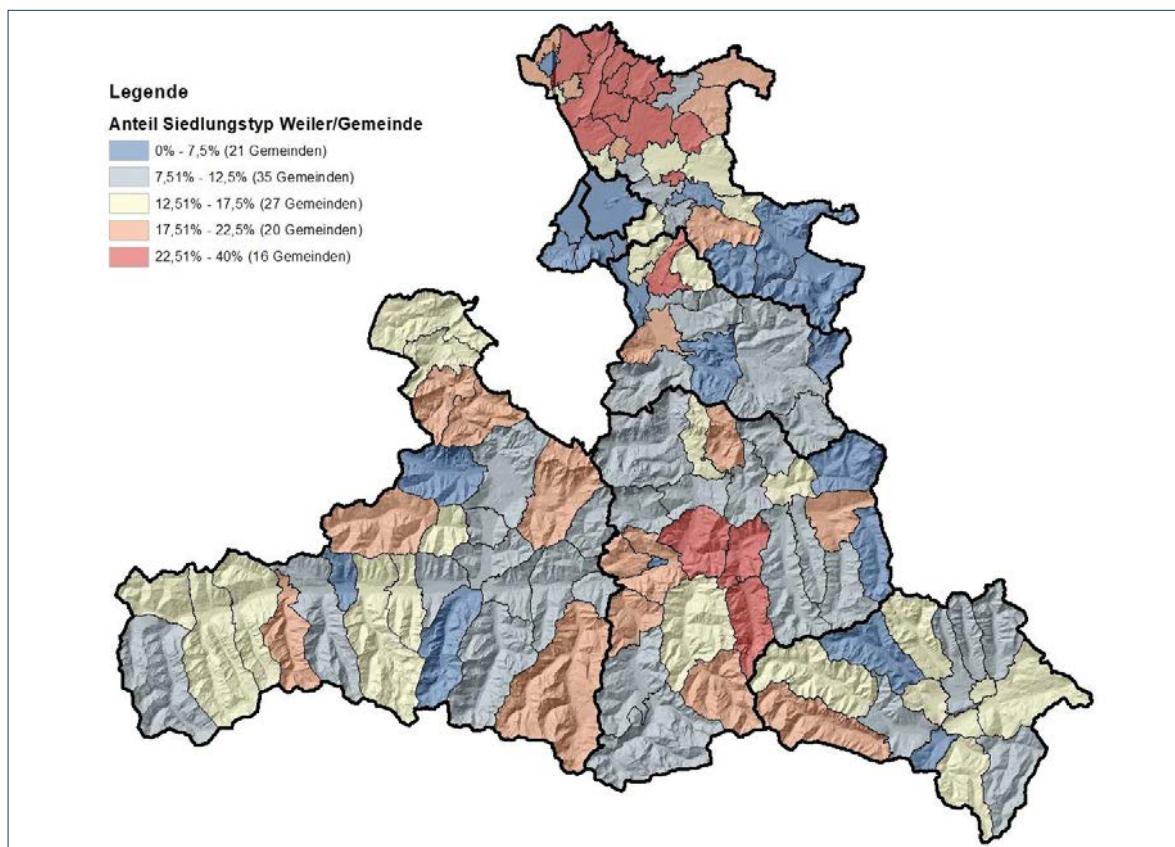 Legende
Anteil Siedlungstyp Weiler/Gemeinde
0% - 7,5% (21 Gemeinden)
7,51% - 12,5% (35 Gemeinden)
12,51% - 17,5% (27 Gemeinden)
17,51% - 22,5% (20 Gemeinden)
22,51% - 40% (16 Gemeinden)